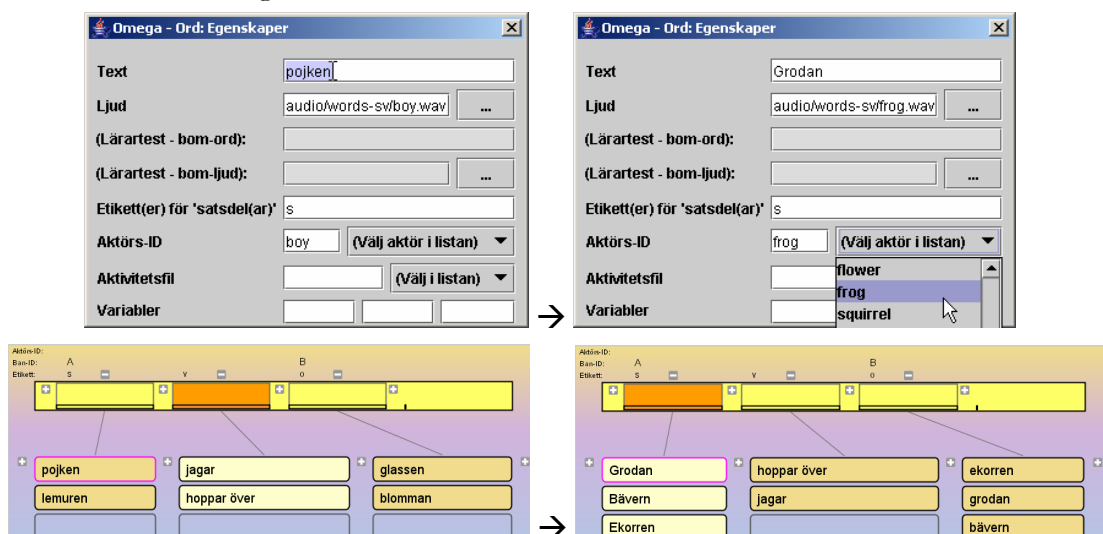 Omega - Ord: Egenskaper
Text pojken
Ljud audio/words-sv/boy.wav ...
(Lärartest - bom-ord):
(Lärartest - bom-ljud): ...
Etikett(er) för 'satsdel(ar)' s
Aktörs-ID boy (Välj aktör i listan)
Aktivitetsfil (Välj i listan)
Variabler
→
Omega - Ord: Egenskaper
Text Grodan
Ljud audio/words-sv/frog.wav ...
(Lärartest - bom-ord):
(Lärartest - bom-ljud): ...
Etikett(er) för 'satsdel(ar)' s
Aktörs-ID frog (Välj aktör i listan)
flower
Aktivitetsfil
frog
Variabler squirrel
Aktörs-ID:
Ban-ID: A B
Etikett: S V O
pojken jagar glassen
lemuren hoppar över blomman
→
Aktörs-ID:
Ban-ID: A B
Etikett: S V O
Grodan hoppar över ekorren
Bävern jagar grodan
Ekorren bävern